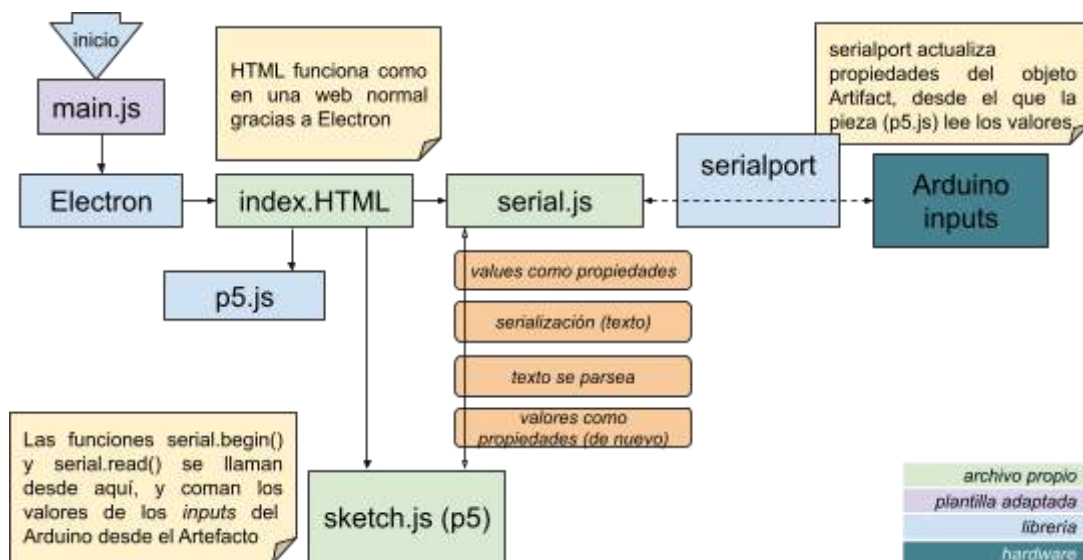 inicio
main.js
HTML funciona como
en una web normal
gracias a Electron
serialport actualiza
propiedades del objeto
Artifact, desde el que la
pieza (p5.js) lee los valores
Electron
index.HTML
serial.js
serialport
Arduino
inputs
p5.js
values como propiedades
serialización (texto)
texto se parsea
valores como
propiedades (de nuevo)
Las funciones serial.begin()
y serial.read() se llaman
desde aquí, y coman los
valores de los inputs del
Arduino desde el Artefacto
sketch.js (p5)
archivo propio
plantilla adaptada
libreria
hardware